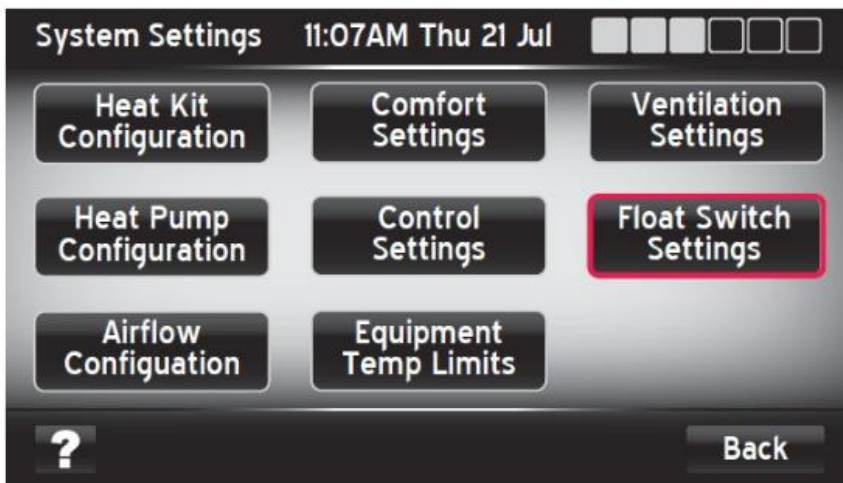 System Settings 11:07AM Thu 21 Jul
Heat Kit
Configuration
Comfort
Settings
Ventilation
Settings
Heat Pump
Configuration
Control
Settings
Float Switch
Settings
Airflow
Configuation
Equipment
Temp Limits
?
Back